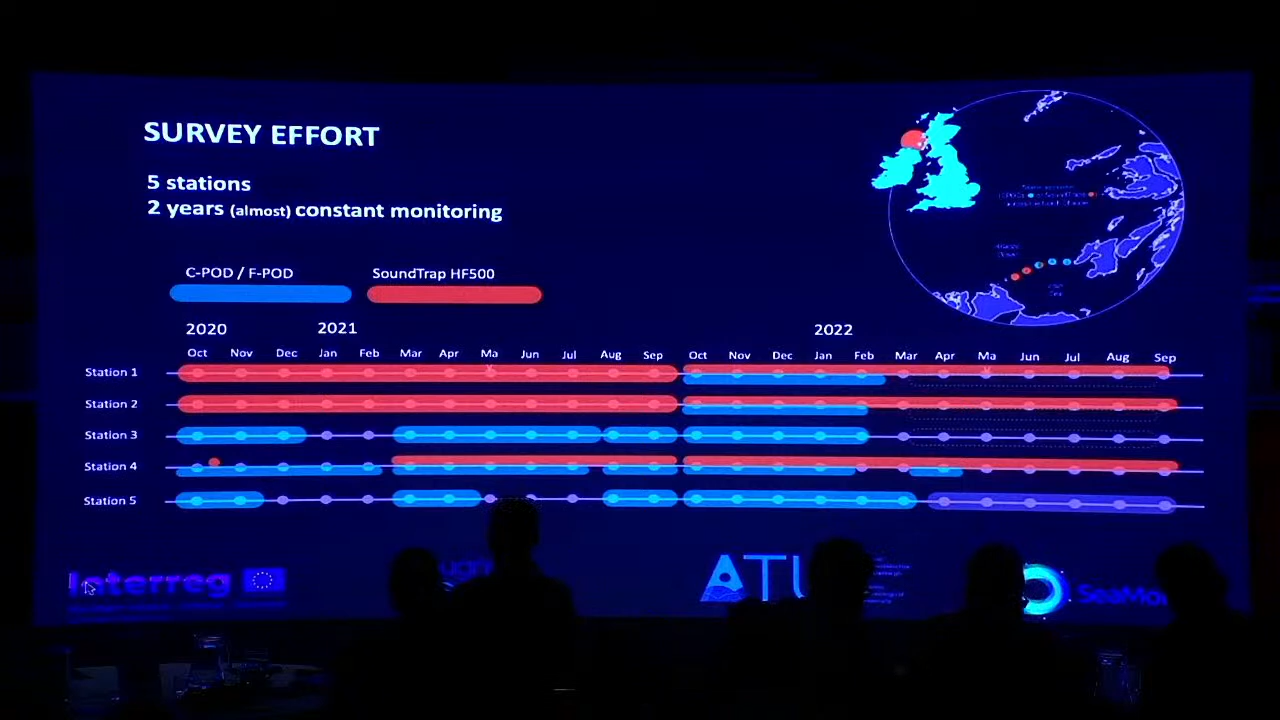 SURVEY EFFORT
5 stations
2 years (almost) constant monitoring
C-POD / F-POD SoundTrap HF500
2020 2021 2022
Oct Nov Dec Jan Feb Mar Apr Ma Jun Jul Aug Sep Oct Nov Dec Jan Feb Mar Apr Ma Jun Jul Aug Sep
y y
Station 1
Station 2
Station 3
Station 4
Station 5
Interreg
ATU
SeaMo